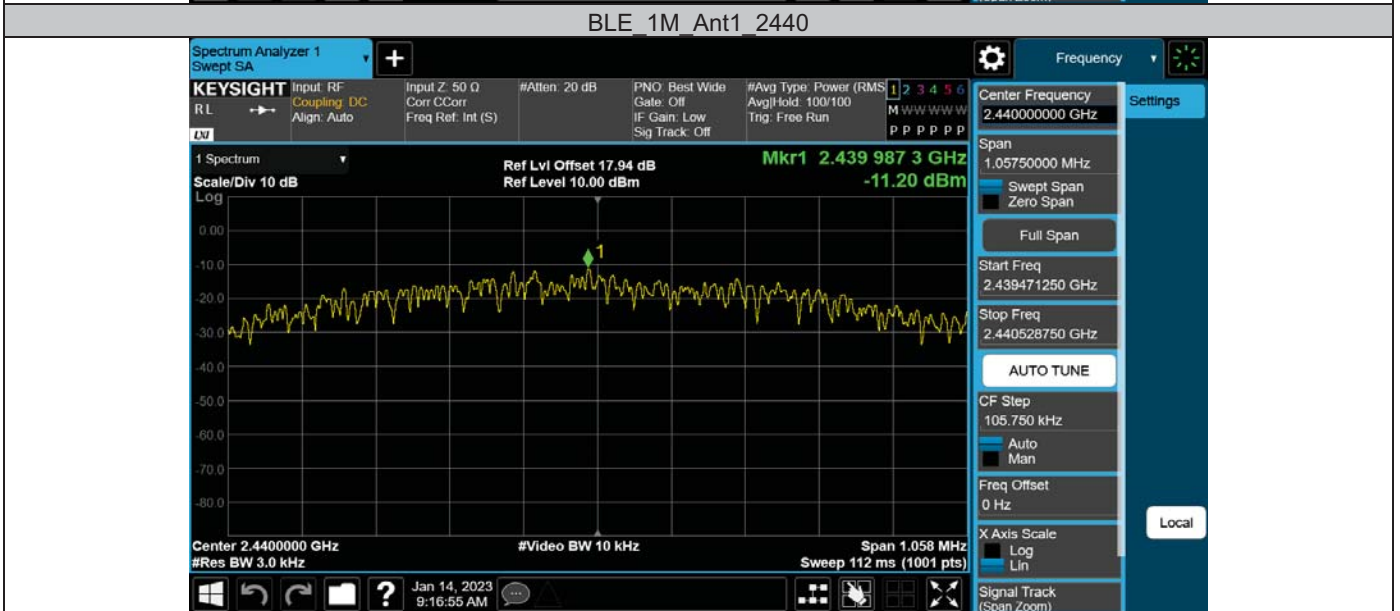 (Span Zoom)
BLE_1M_Ant1_2440
Spectrum Analyzer 1
Swept SA
+
Frequency
KEYSIGHT
RL
LXI
Input: RF
Coupling: DC
Align: Auto
Input Z: 50 Ω
Corr CCorr
Freq Ref: Int (S)
#Atten: 20 dB
PNO: Best Wide
Gate: Off
IF Gain: Low
Sig Track: Off
#Avg Type: Power (RMS
Avg|Hold: 100/100
Trig: Free Run
1 2 3 4 5 6
M W W W W W
P P P P P P
1 Spectrum
Scale/Div 10 dB
Ref Lvl Offset 17.94 dB
Ref Level 10.00 dBm
Mkr1 2.439 987 3 GHz
-11.20 dBm
Log
0.00
-10.0
-20.0
-30.0
-40.0
-50.0
-60.0
-70.0
-80.0
1
Center 2.4400000 GHz
#Res BW 3.0 kHz
#Video BW 10 kHz
Span 1.058 MHz
Sweep 112 ms (1001 pts)
?
Jan 14, 2023
9:16:55 AM
Center Frequency
2.440000000 GHz
Settings
Span
1.05750000 MHz
Swept Span
Zero Span
Full Span
Start Freq
2.439471250 GHz
Stop Freq
2.440528750 GHz
AUTO TUNE
CF Step
105.750 kHz
Auto
Man
Freq Offset
0 Hz
X Axis Scale
Log
Lin
Local
Signal Track
(Span Zoom)